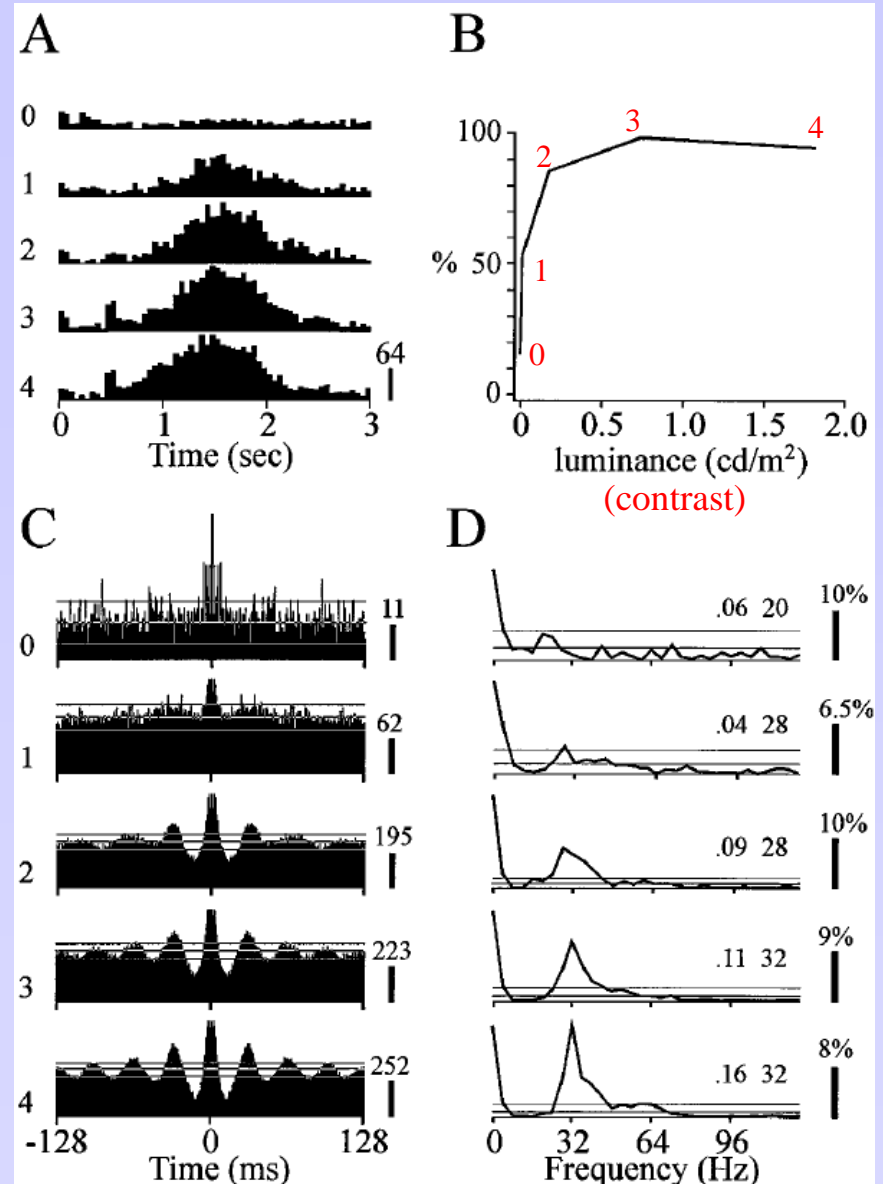 A
0
1
2
3
4
64
0 1 2 3
Time (sec)
B
100
% 50
0
0
1
2
3
4
0 0.5 1.0 1.5 2.0
luminance (cd/m²)
(contrast)
C
0
11
1
62
2
195
3
223
4
252
-128 0 128
Time (ms)
D
.06 20
10%
.04 28
6.5%
.09 28
10%
.11 32
9%
.16 32
8%
0 32 64 96
Frequency (Hz)